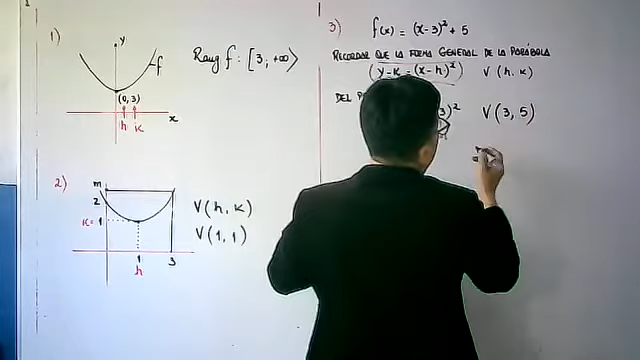 1)
y
f
(0, 3)
h k
x
Rang f : [3, +∞⟩
2)
m
2
k=1
1
3
h
V(h, k)
V(1, 1)
3) f(x) = (x-3)² + 5
RECORDAR QUE LA FORMA GENERAL DE LA PARÁBOLA
(y-k = (x-h)²) V(h, k)
DEL
3)² V(3, 5)